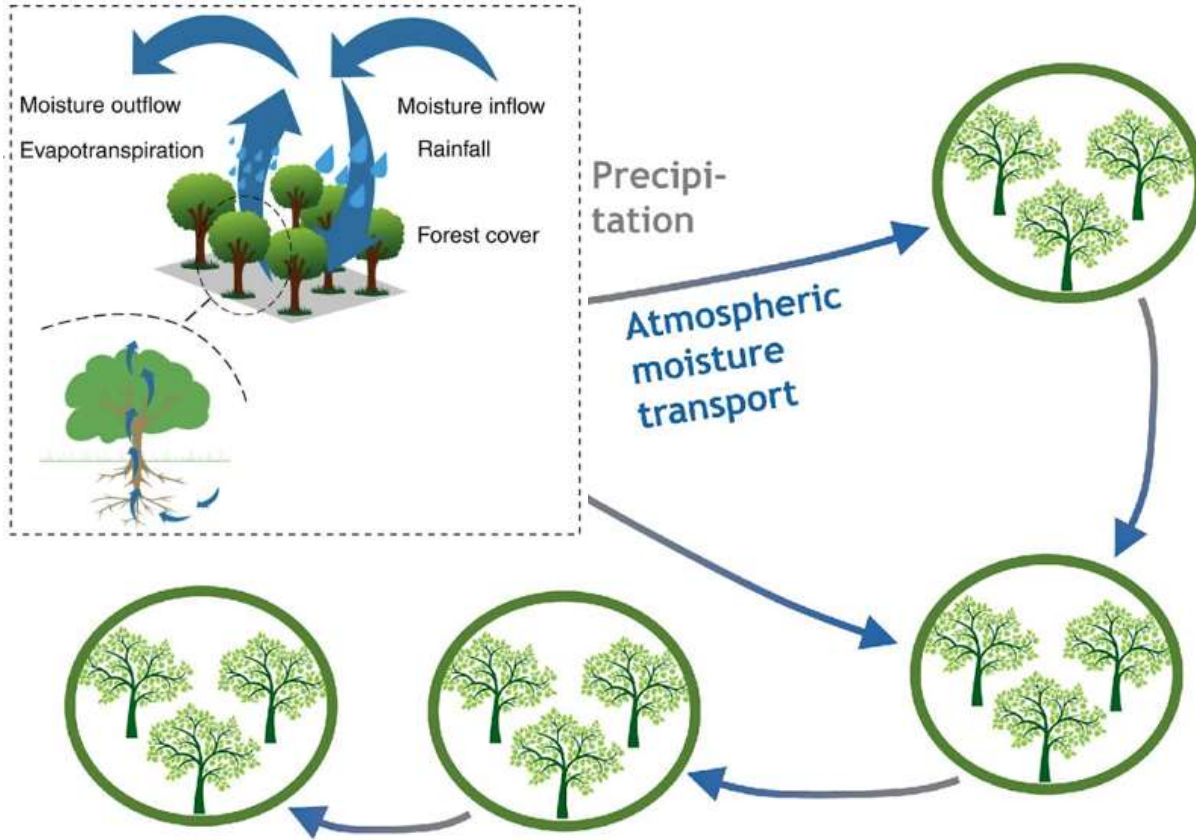 Moisture outflow
Moisture inflow
Evapotranspiration
Rainfall
Forest cover
Precipi-
tation
Atmospheric
moisture
transport